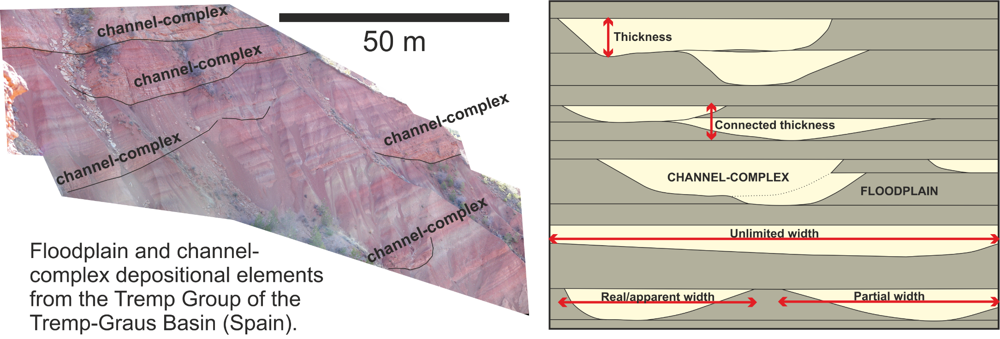 channel-complex
50 m
channel-complex
channel-complex
channel-complex
channel-complex
Floodplain and channel-
complex depositional elements
from the Tremp Group of the
Tremp-Graus Basin (Spain).
Thickness
Connected thickness
CHANNEL-COMPLEX
FLOODPLAIN
Unlimited width
Real/apparent width
Partial width